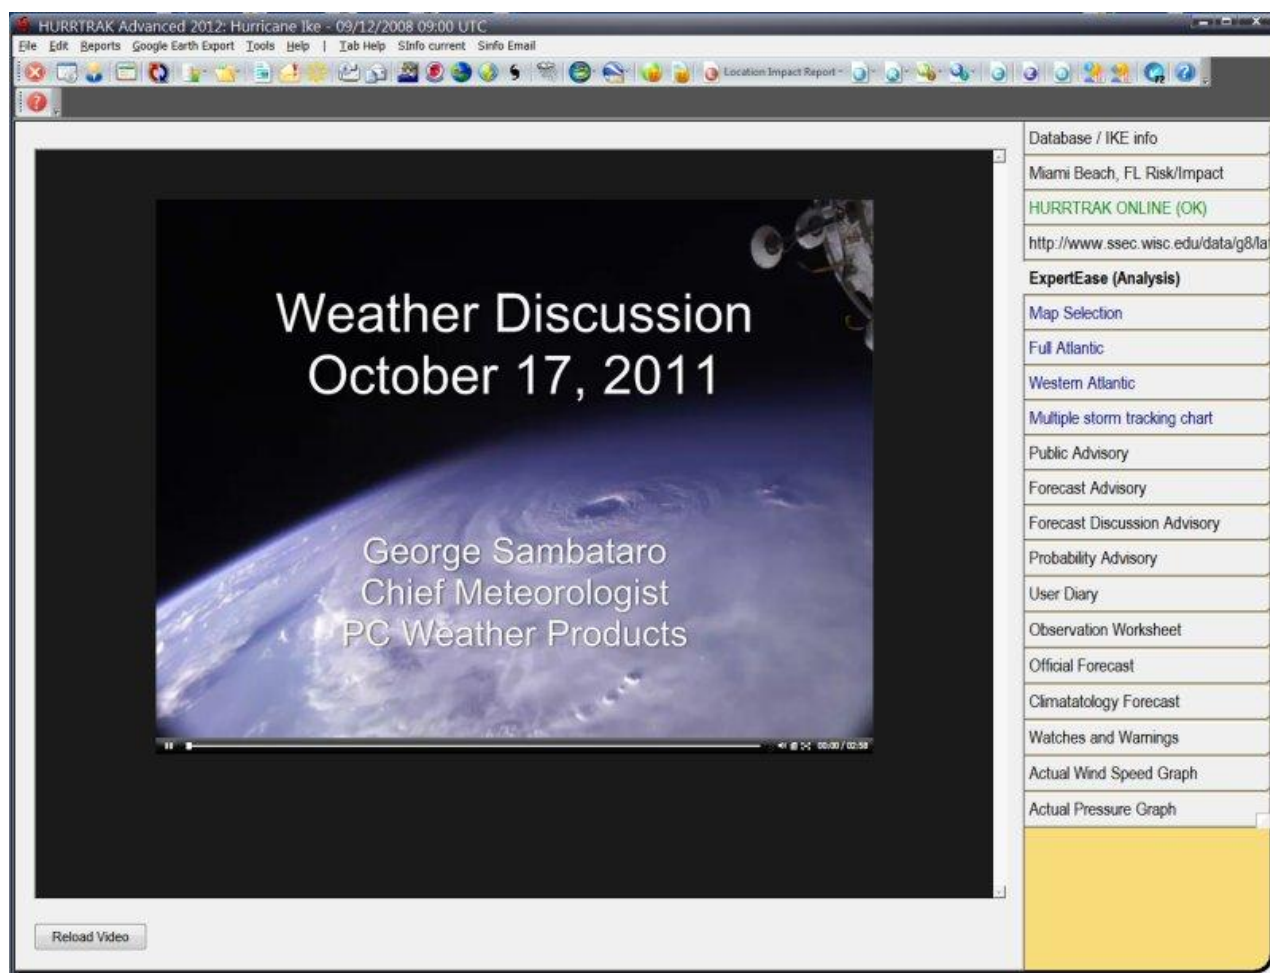 HURRTRAK Advanced 2012: Hurricane Ike - 09/12/2008 09:00 UTC
File Edit Reports Google Earth Export Tools Help | Tab Help SInfo current Sinfo Email
Location Impact Report
Database / IKE info
Miami Beach, FL Risk/Impact
HURRTRAK ONLINE (OK)
http://www.ssec.wisc.edu/data/g8/la
ExpertEase (Analysis)
Map Selection
Full Atlantic
Western Atlantic
Multiple storm tracking chart
Public Advisory
Forecast Advisory
Forecast Discussion Advisory
Probability Advisory
User Diary
Observation Worksheet
Official Forecast
Climatatology Forecast
Watches and Warnings
Actual Wind Speed Graph
Actual Pressure Graph
Weather Discussion
October 17, 2011
George Sambataro
Chief Meteorologist
PC Weather Products
00:00 / 02:58
Reload Video